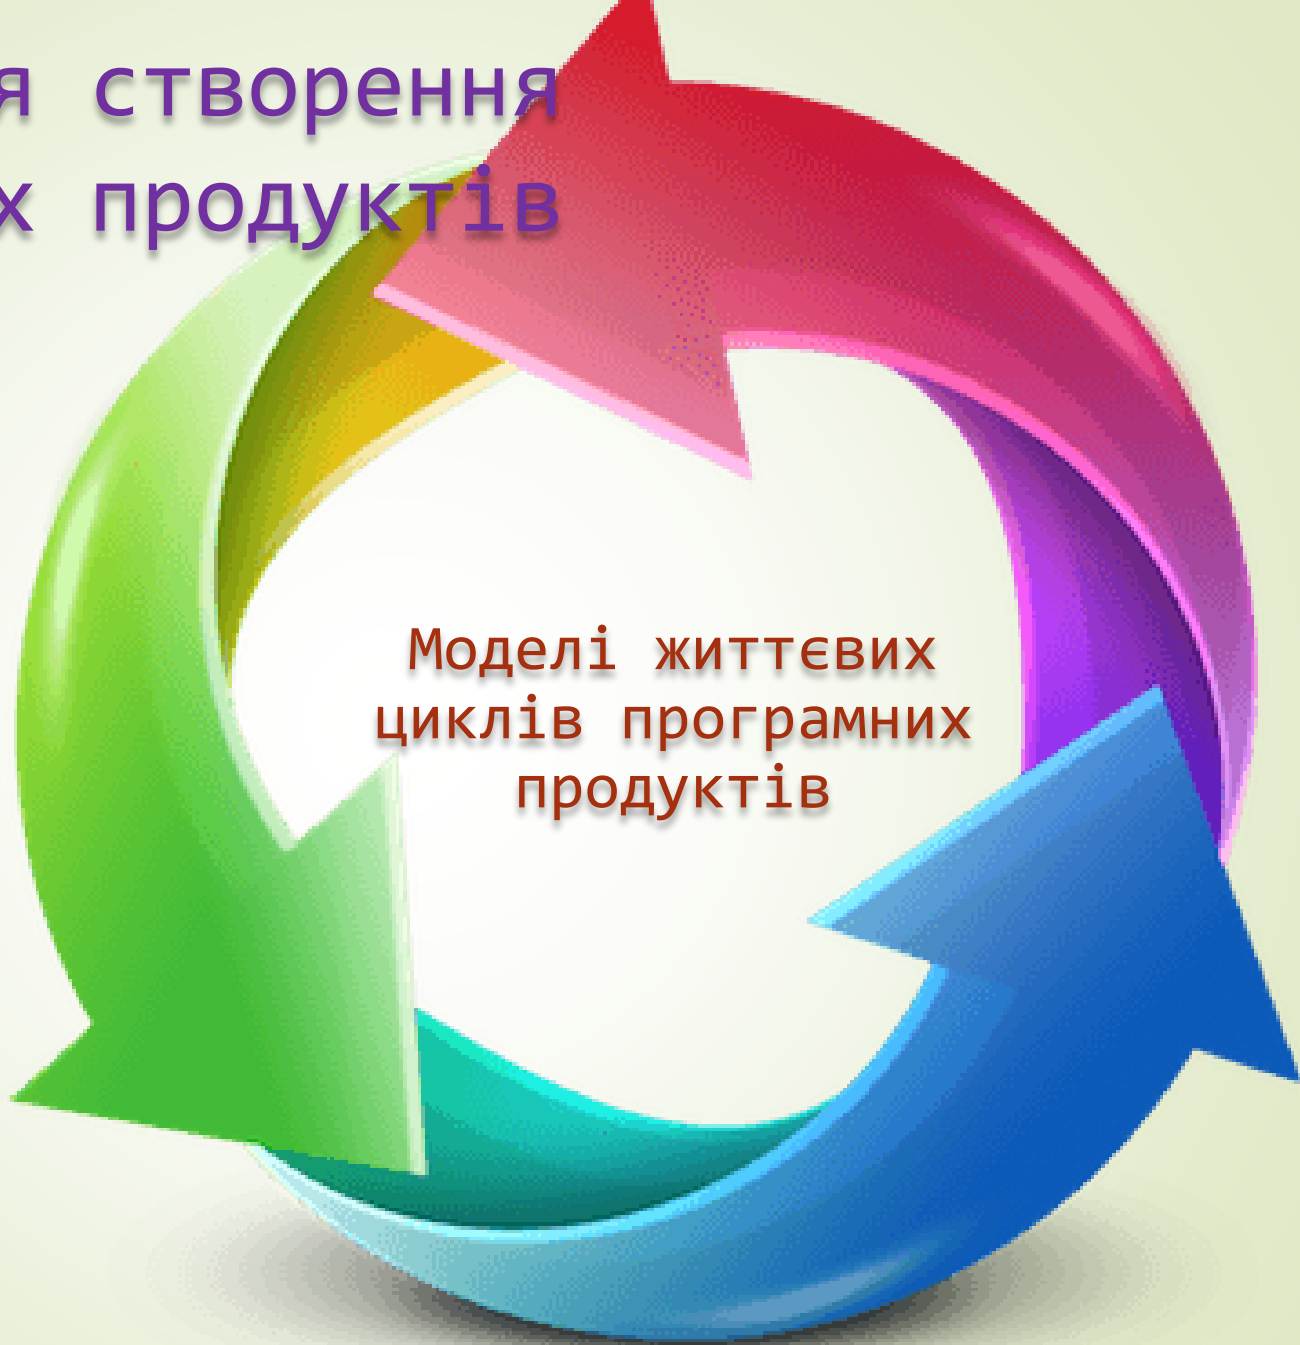 я створення
х продуктів
Моделі життєвих
циклів програмних
продуктів